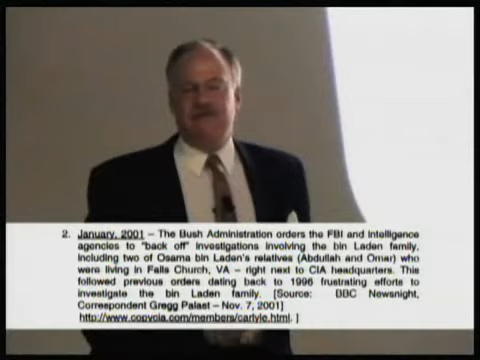 2. January, 2001 – The Bush Administration orders the FBI and intelligence
agencies to "back off" investigations involving the bin Laden family,
including two of Osama bin Laden's relatives (Abdullah and Omar) who
were living in Falls Church, VA – right next to CIA headquarters. This
followed previous orders dating back to 1996 frustrating efforts to
investigate the bin Laden family. [Source: BBC Newsnight,
Correspondent Gregg Palast – Nov. 7, 2001]
http://www.copvcia.com/members/carlyle.html. ]